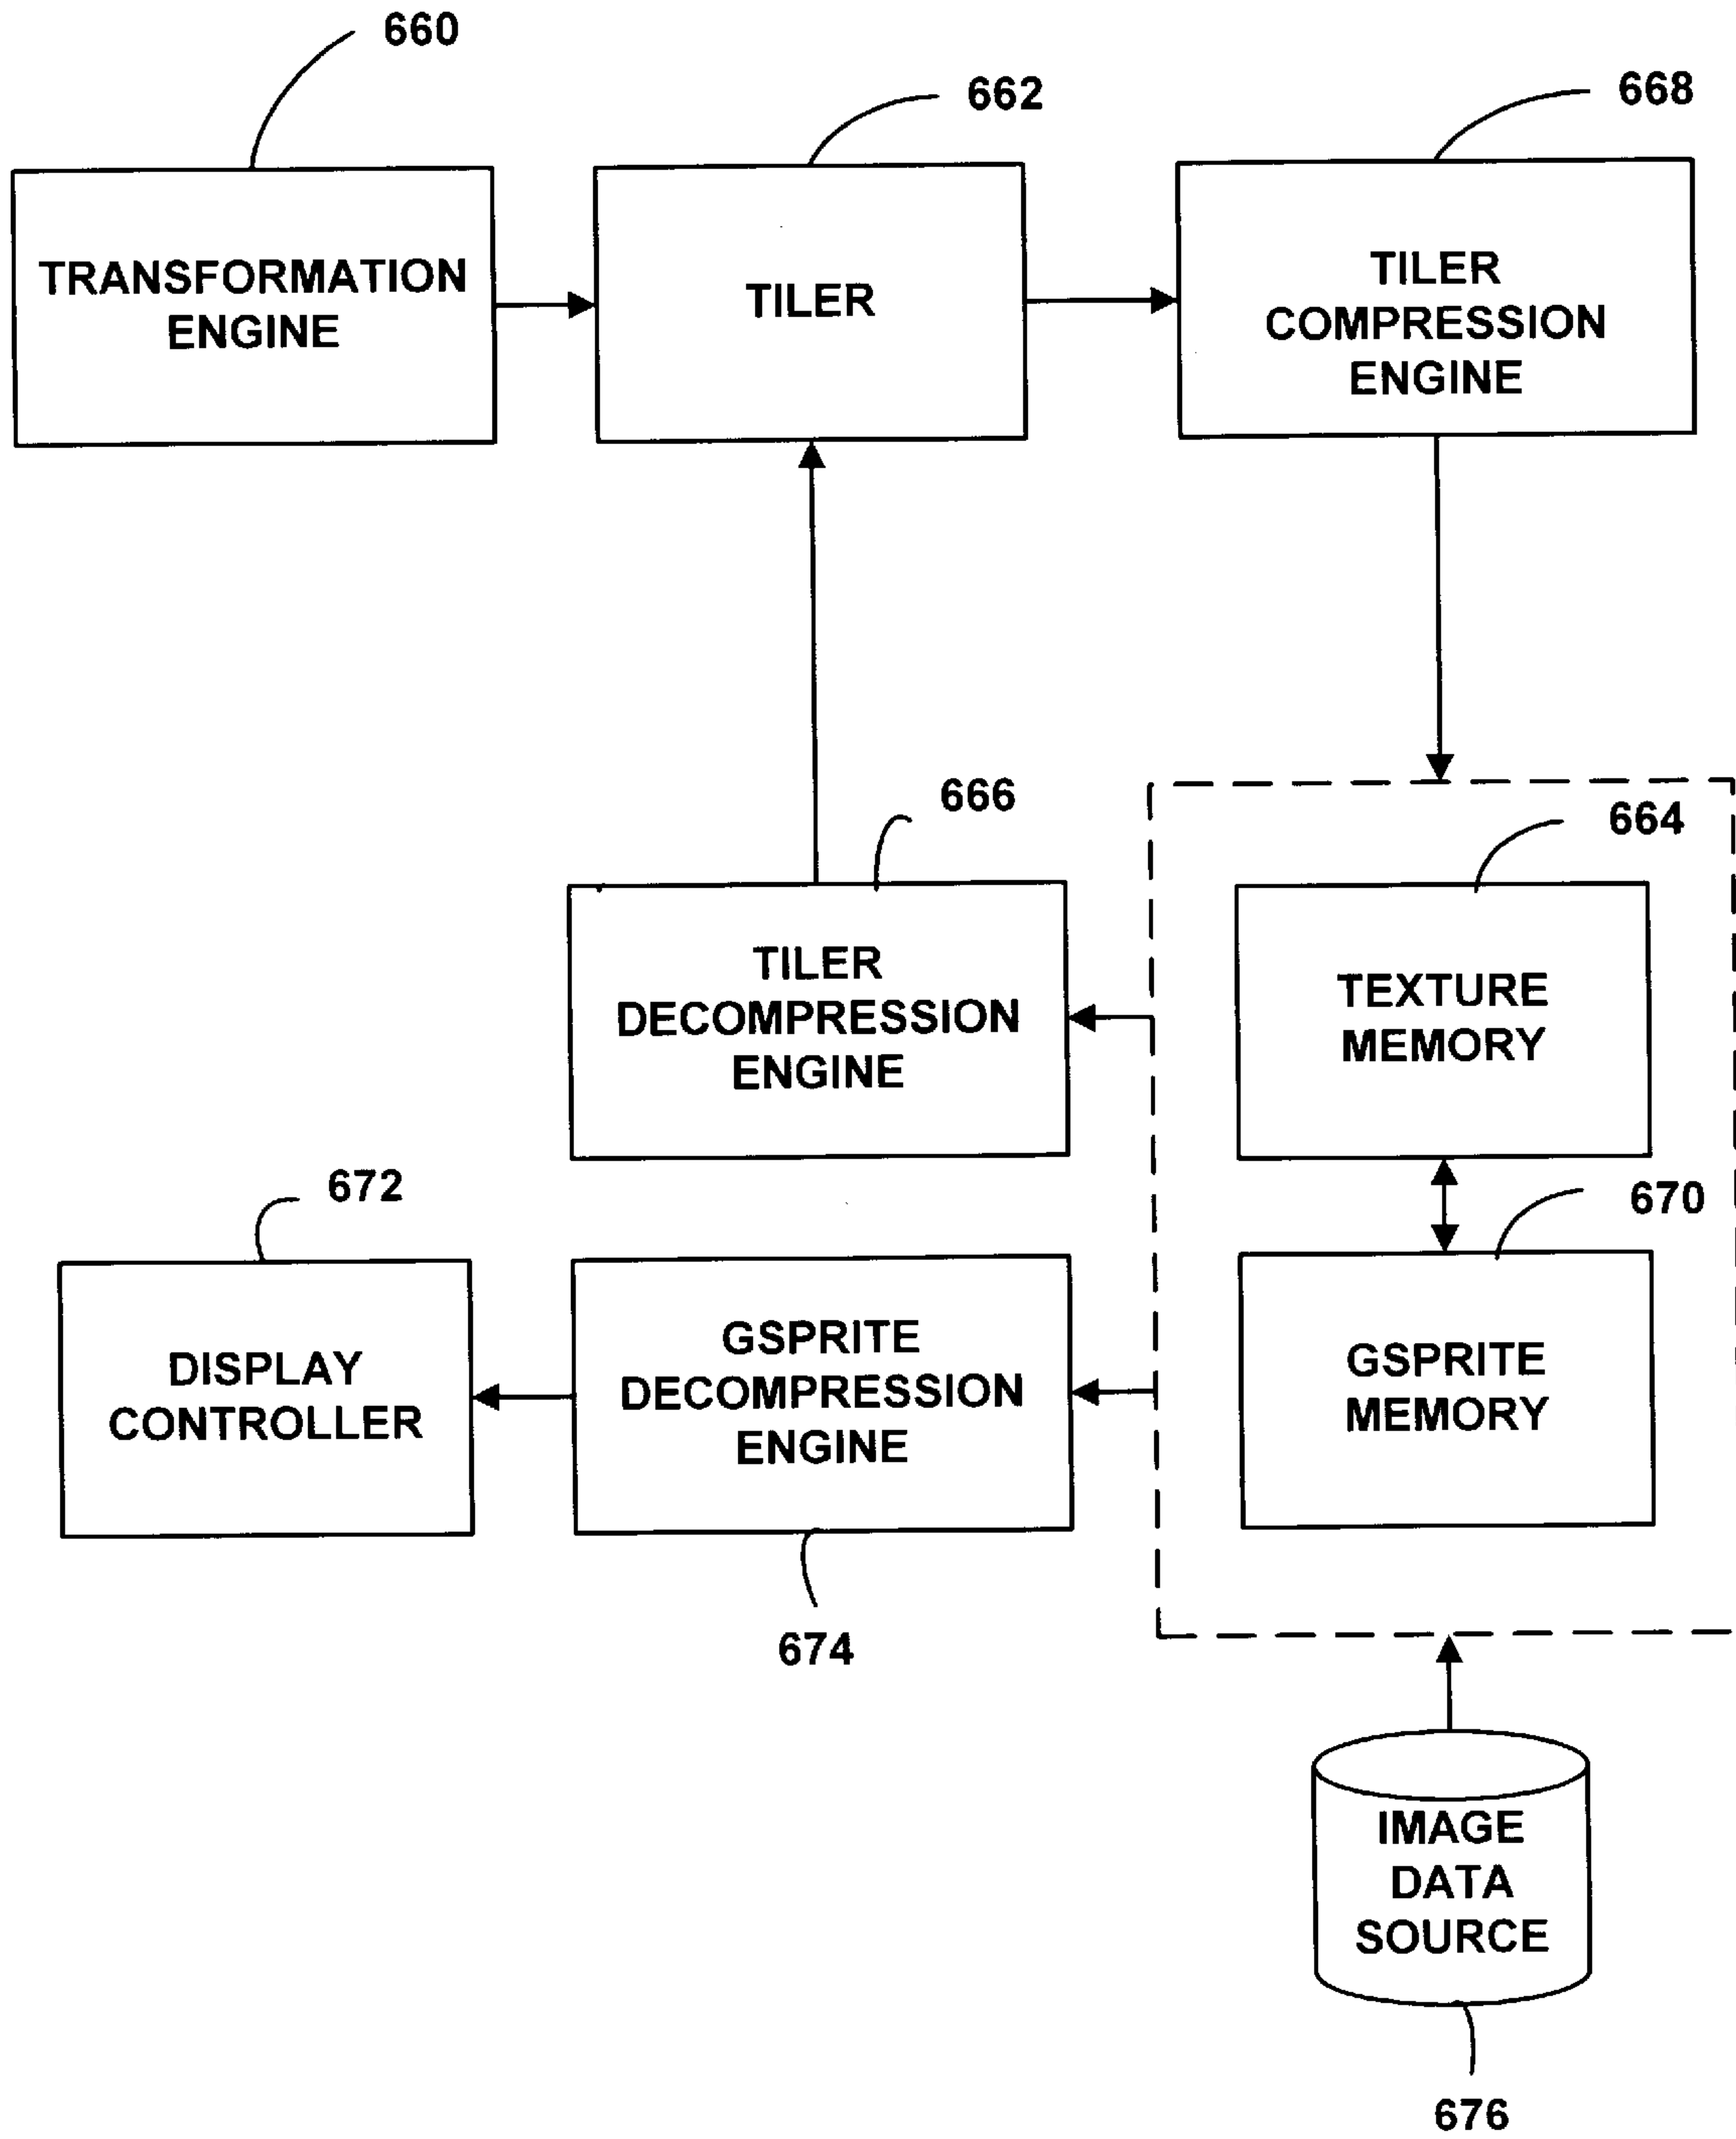 660
662
668
TRANSFORMATION
ENGINE
TILER
TILER
COMPRESSION
ENGINE
666
664
TILER
DECOMPRESSION
ENGINE
TEXTURE
MEMORY
672
670
DISPLAY
CONTROLLER
GSPRITE
DECOMPRESSION
ENGINE
GSPRITE
MEMORY
674
IMAGE
DATA
SOURCE
676